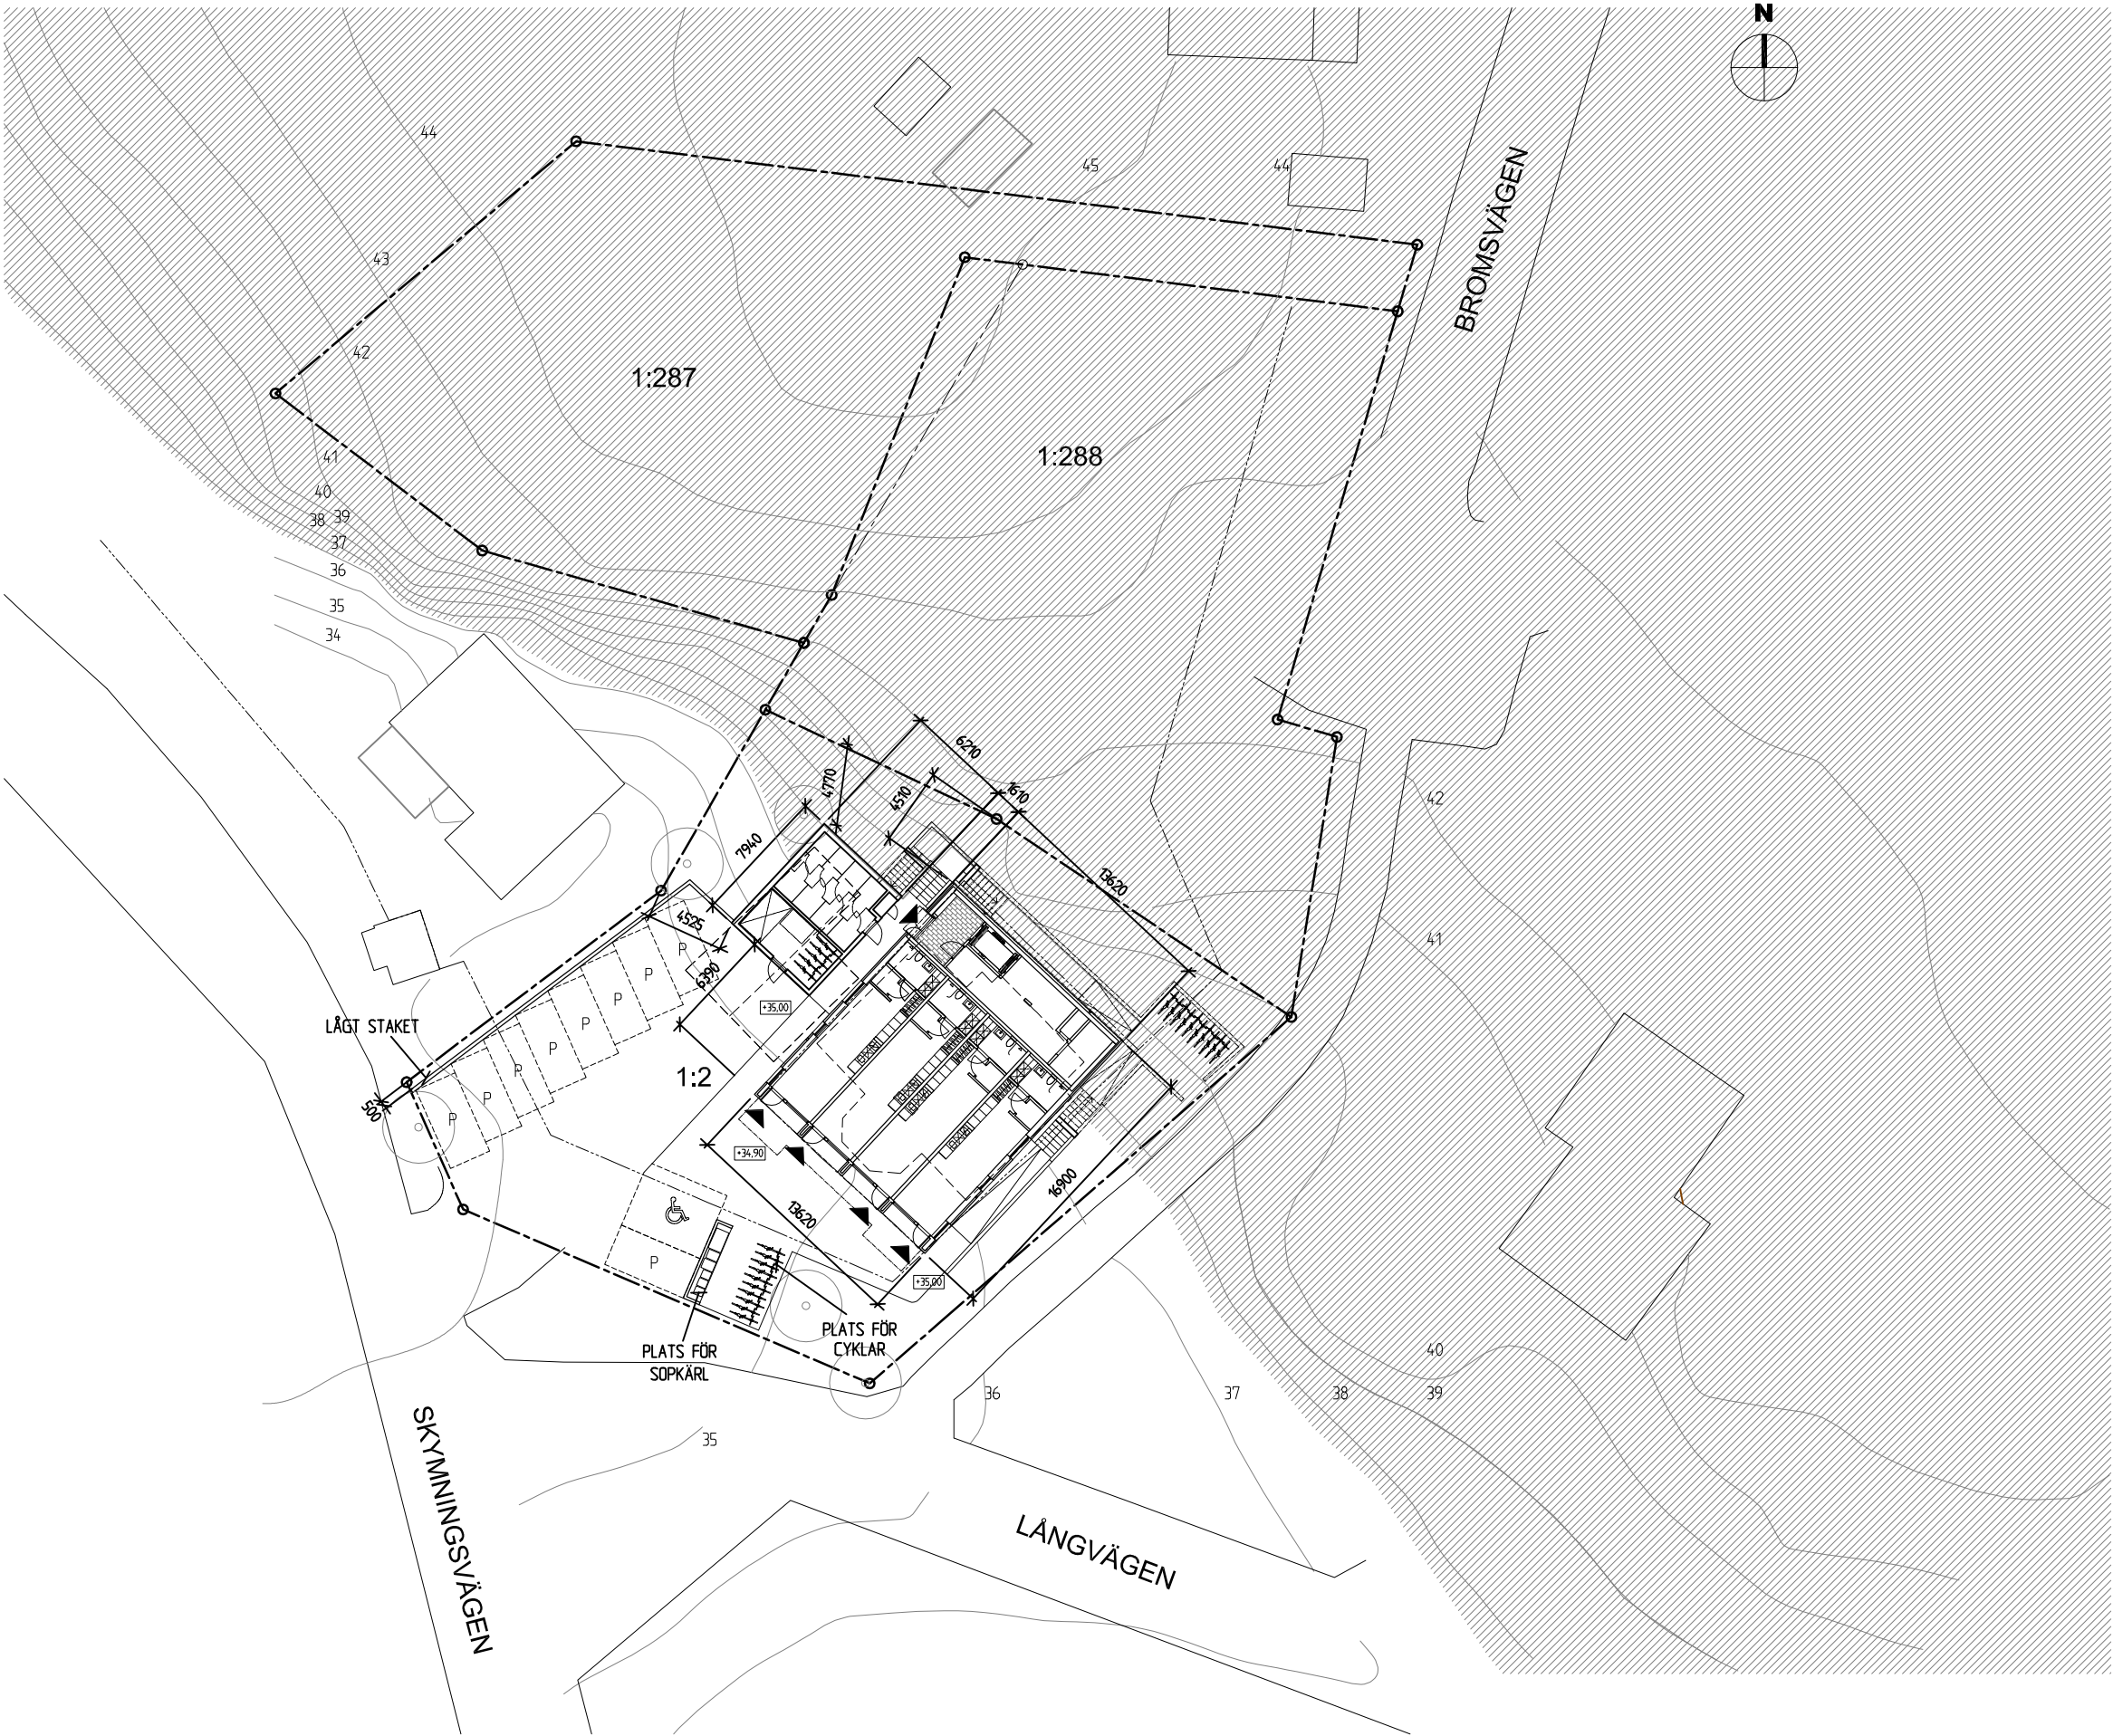 N
44
45
44
BROMSVÄGEN
43
42
1:287
1:288
41
40
38
39
37
36
35
34
6210
4770
4510
1610
42
7940
13620
4525
P
P
P
P
P
P
P
P
6390
+35,00
41
LÅGT STAKET
500
1:2
+34,90
16900
13620
P
+35,00
PLATS FÖR
CYKLAR
PLATS FÖR
SOPKÄRL
40
36
37
38
39
35
SKYMNINGSVÄGEN
LÅNGVÄGEN